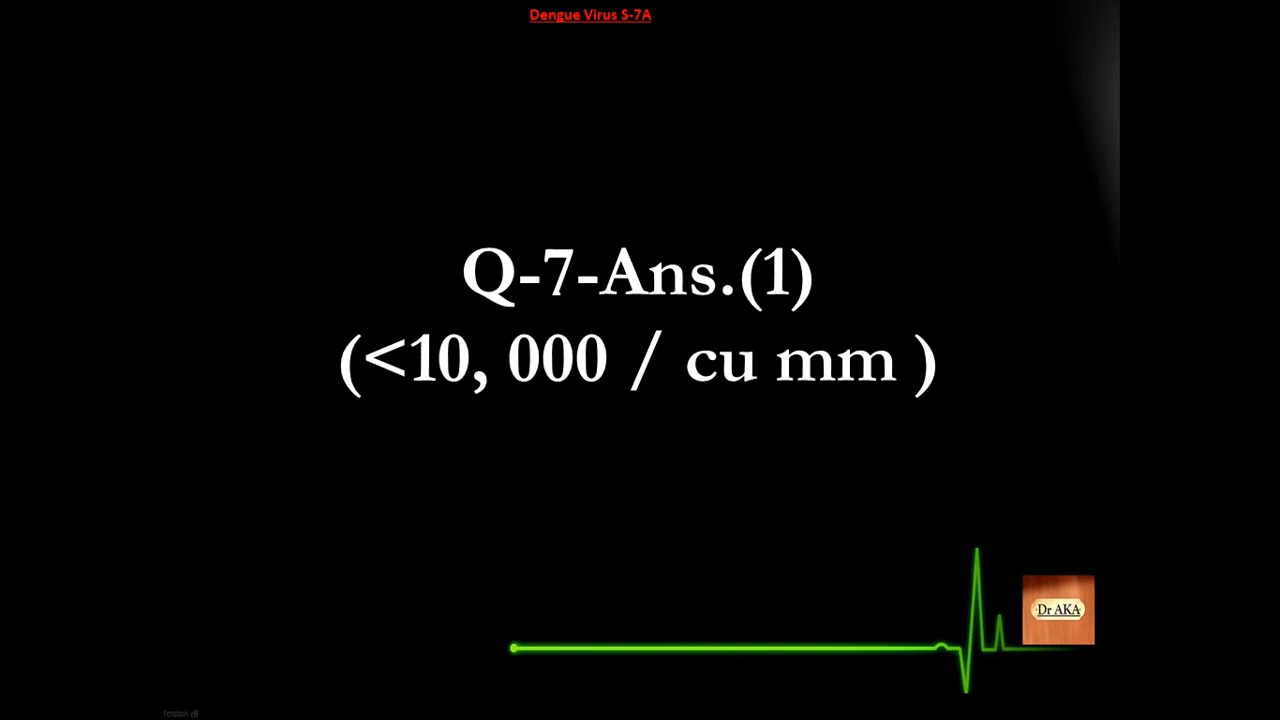 Dengue Virus S-7A
Q-7-Ans.(1)
(<10, 000 / cu mm )
Dr AKA